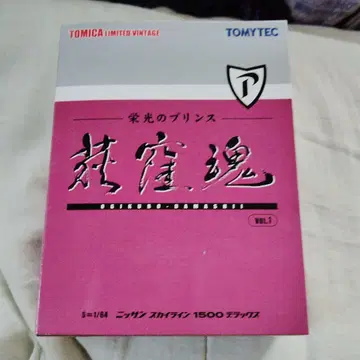 TOMICA LIMITED VINTAGE
TOMYTEC
P
栄光のプリンス
荻窪魂
OGIKUBO-DAMASHII
VOL.1
S=1/64 ニッサン スカイライン 1500 デラックス